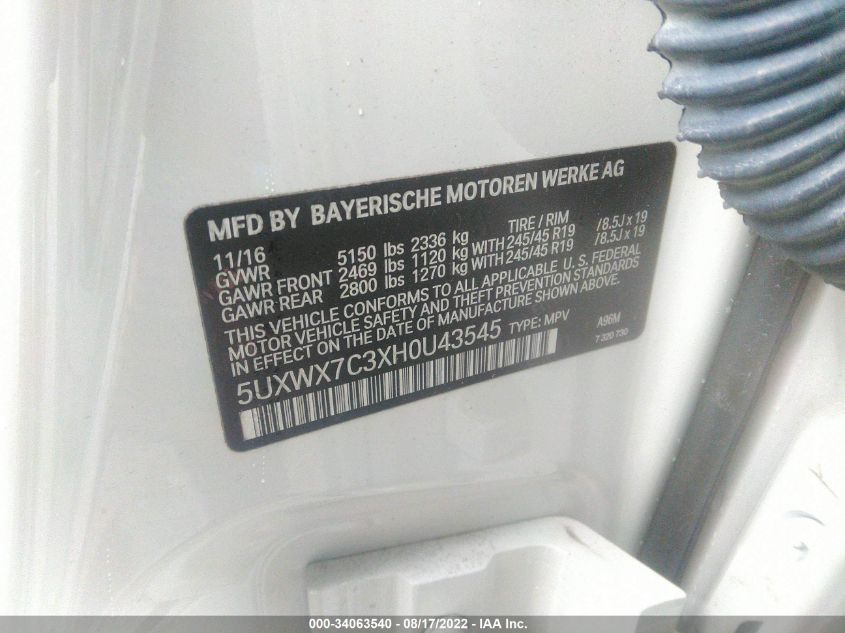 MFD BY BAYERISCHE MOTOREN WERKE AG
11/16 TIRE / RIM
GVWR 5150 lbs 2336 kg
GAWR FRONT 2469 lbs 1120 kg WITH 245/45 R19 /8.5J x 19
GAWR REAR 2800 lbs 1270 kg WITH 245/45 R19 /8.5J x 19
THIS VEHICLE CONFORMS TO ALL APPLICABLE U. S. FEDERAL
MOTOR VEHICLE SAFETY AND THEFT PREVENTION STANDARDS
IN EFFECT ON THE DATE OF MANUFACTURE SHOWN ABOVE.
5UXWX7C3XH0U43545 TYPE: MPV A96M
7 320 730
000-34063540 - 08/17/2022 - IAA Inc.